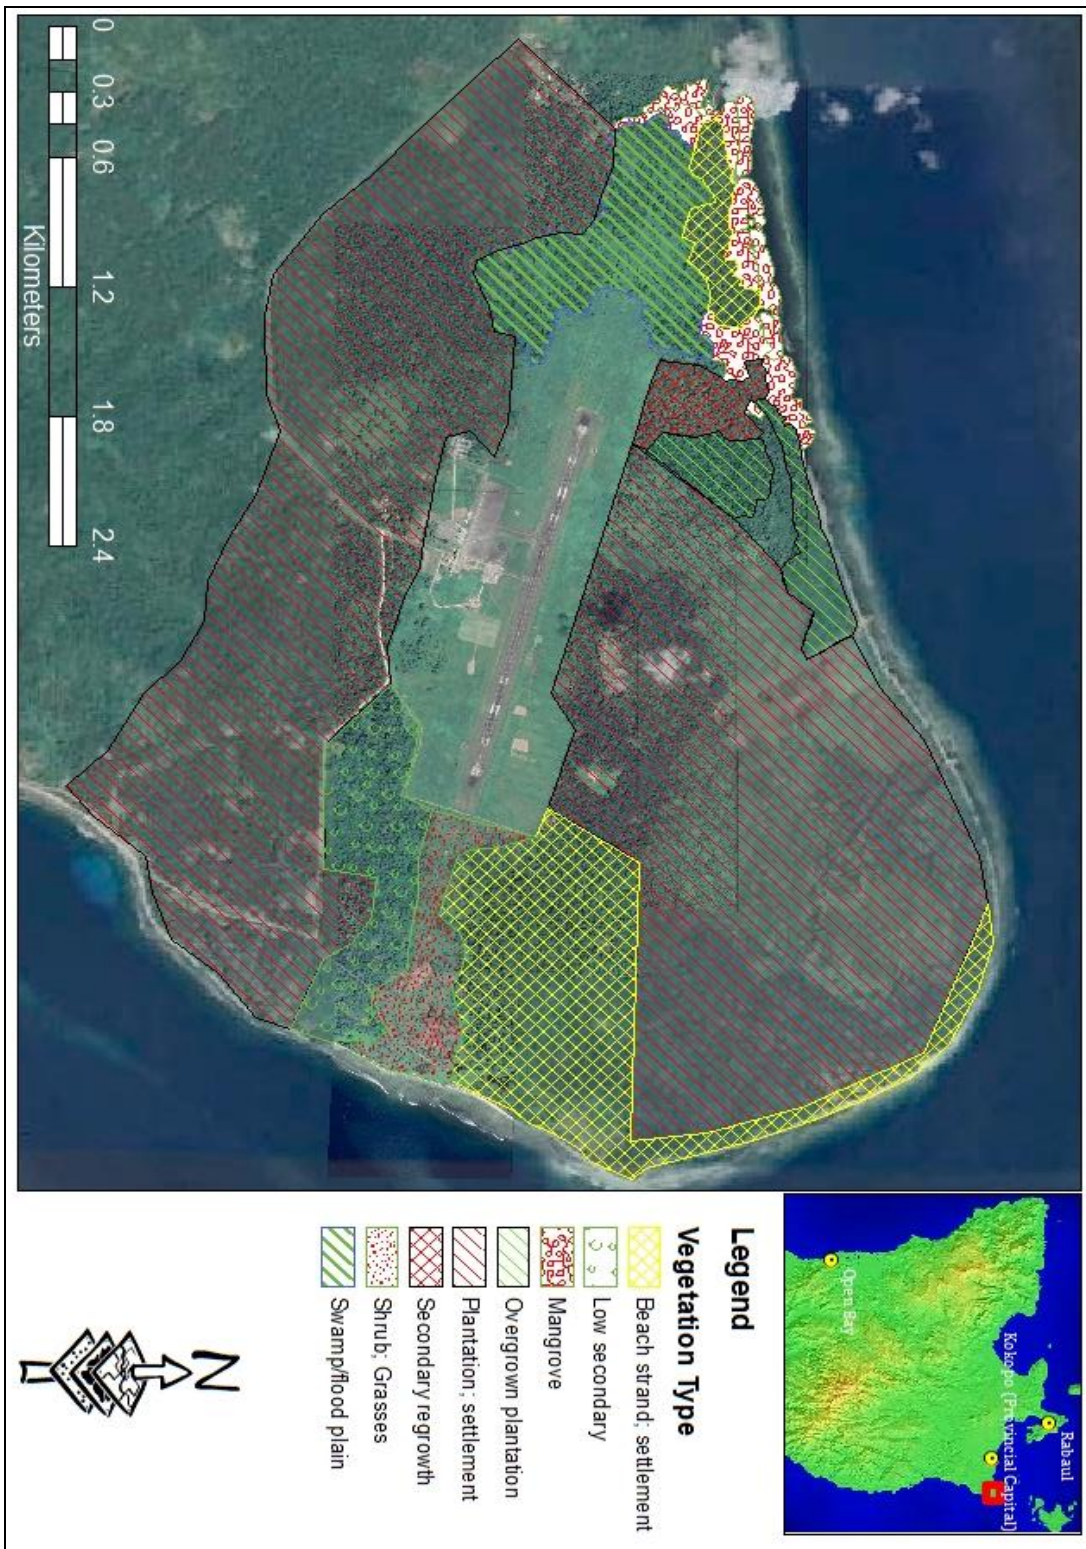 0 0.3 0.6 1.2 1.8 2.4
Kilometers
Open Bay
Rabaul
Kokopo (Provincial Capital)
Legend
Vegetation Type
Beach strand; settlement
Low secondary
Mangrove
Overgrown plantation
Plantation; settlement
Secondary regrowth
Shrub; Grasses
Swamp/flood plain
N